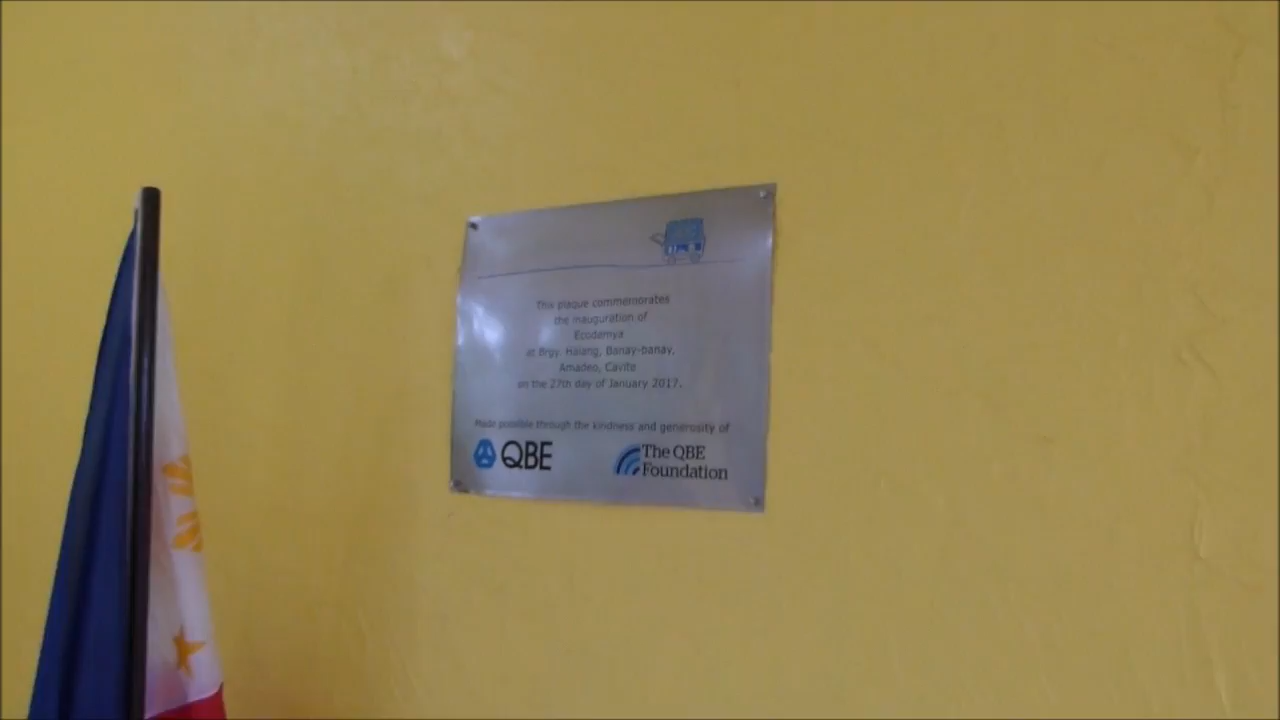 This plaque commemorates
the inauguration of
Ecodemya
at Brgy. Halang, Banay-banay,
Amadeo, Cavite
on the 27th day of January 2017.
Made possible through the kindness and generosity of
QBE
The QBE
Foundation